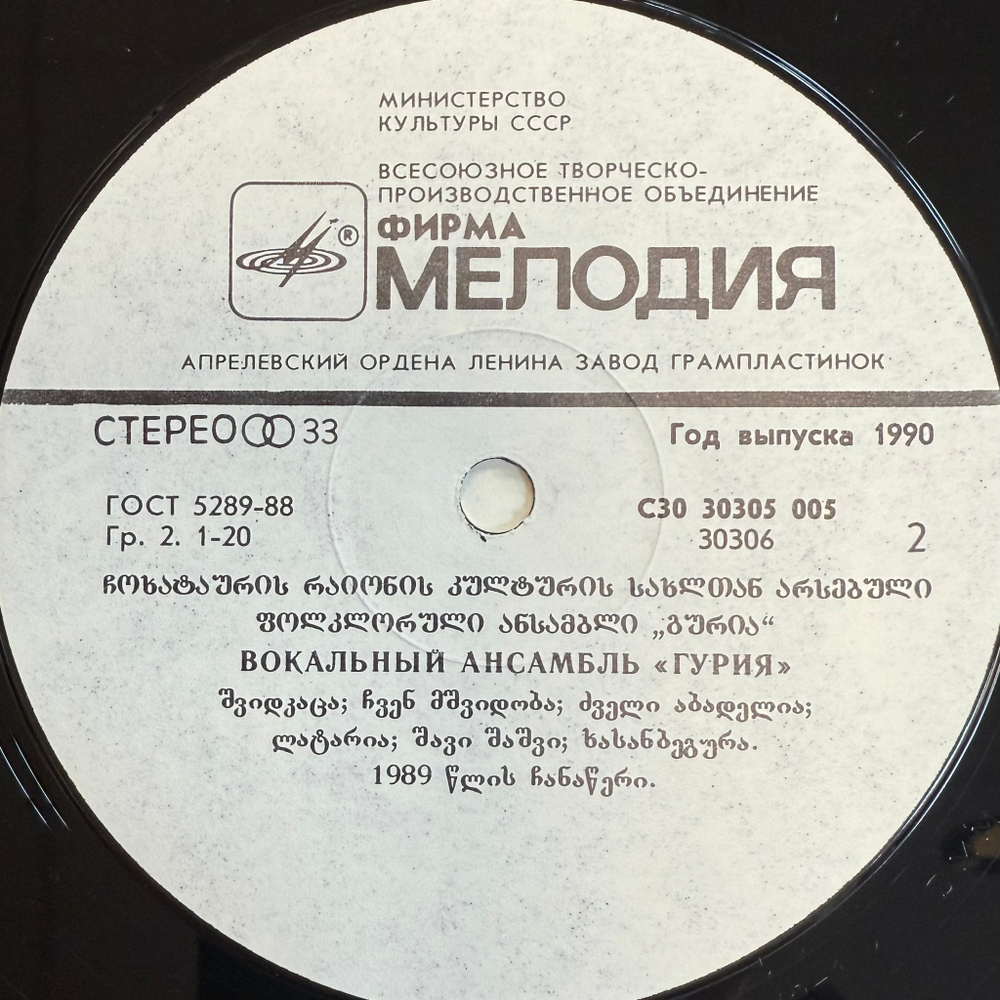 МИНИСТЕРСТВО
КУЛЬТУРЫ СССР
ВСЕСОЮЗНОЕ ТВОРЧЕСКО-
ПРОИЗВОДСТВЕННОЕ ОБЪЕДИНЕНИЕ
ФИРМА
®
МЕЛОДИЯ
АПРЕЛЕВСКИЙ ОРДЕНА ЛЕНИНА ЗАВОД ГРАМПЛАСТИНОК
СТЕРЕО 33
Год выпуска 1990
ГОСТ 5289-88
С30 30305 005
Гр. 2. 1-20
30306
2
ჩოხატაურის რაიონის კულტურის სახლთან არსებული
ფოლკლორული ანსამბლი „გურია“
ВОКАЛЬНЫЙ АНСАМБЛЬ «ГУРИЯ»
შვიდკაცა; ჩვენ მშვიდობა; ძველი აბადელია;
ლატარია; შავი შაშვი; ხასანბეგურა.
1989 წლის ჩანაწერი.